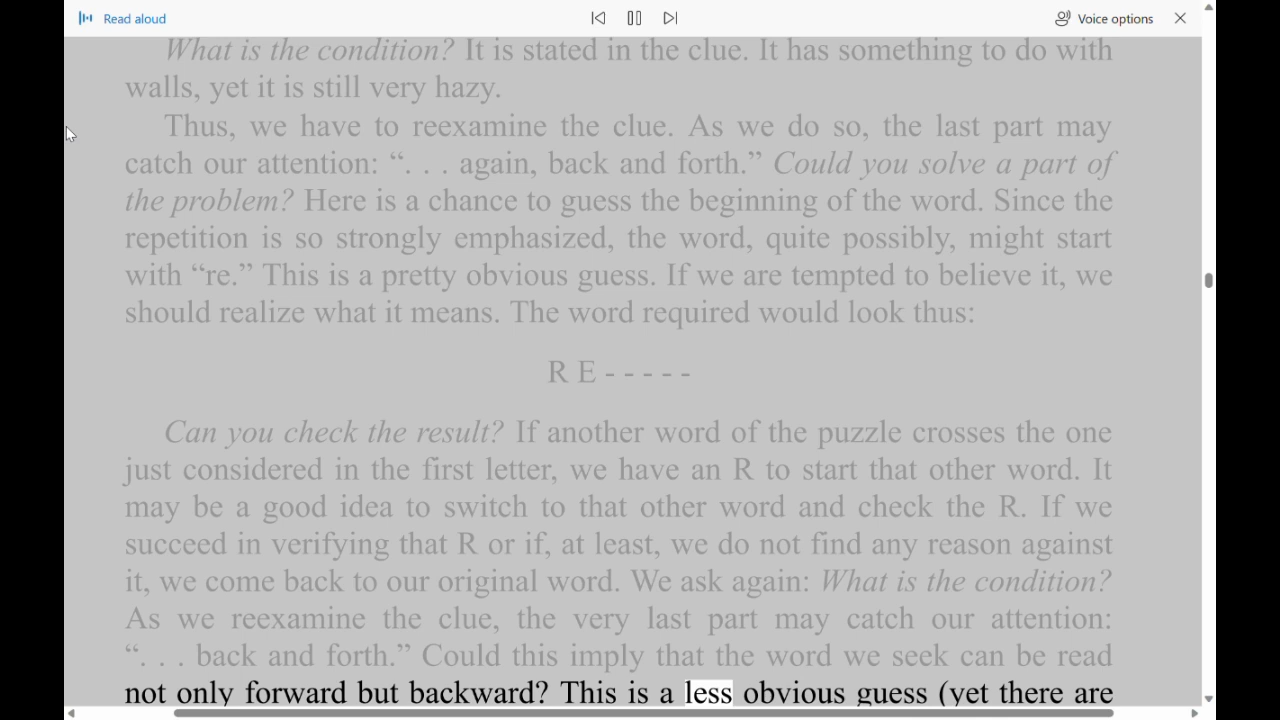 Read aloud
Voice options
What is the condition? It is stated in the clue. It has something to do with
walls, yet it is still very hazy.
Thus, we have to reexamine the clue. As we do so, the last part may
catch our attention: “. . . again, back and forth.” Could you solve a part of
the problem? Here is a chance to guess the beginning of the word. Since the
repetition is so strongly emphasized, the word, quite possibly, might start
with “re.” This is a pretty obvious guess. If we are tempted to believe it, we
should realize what it means. The word required would look thus:
R E - - - - -
Can you check the result? If another word of the puzzle crosses the one
just considered in the first letter, we have an R to start that other word. It
may be a good idea to switch to that other word and check the R. If we
succeed in verifying that R or if, at least, we do not find any reason against
it, we come back to our original word. We ask again: What is the condition?
As we reexamine the clue, the very last part may catch our attention:
“. . . back and forth.” Could this imply that the word we seek can be read
not only forward but backward? This is a less obvious guess (yet there are